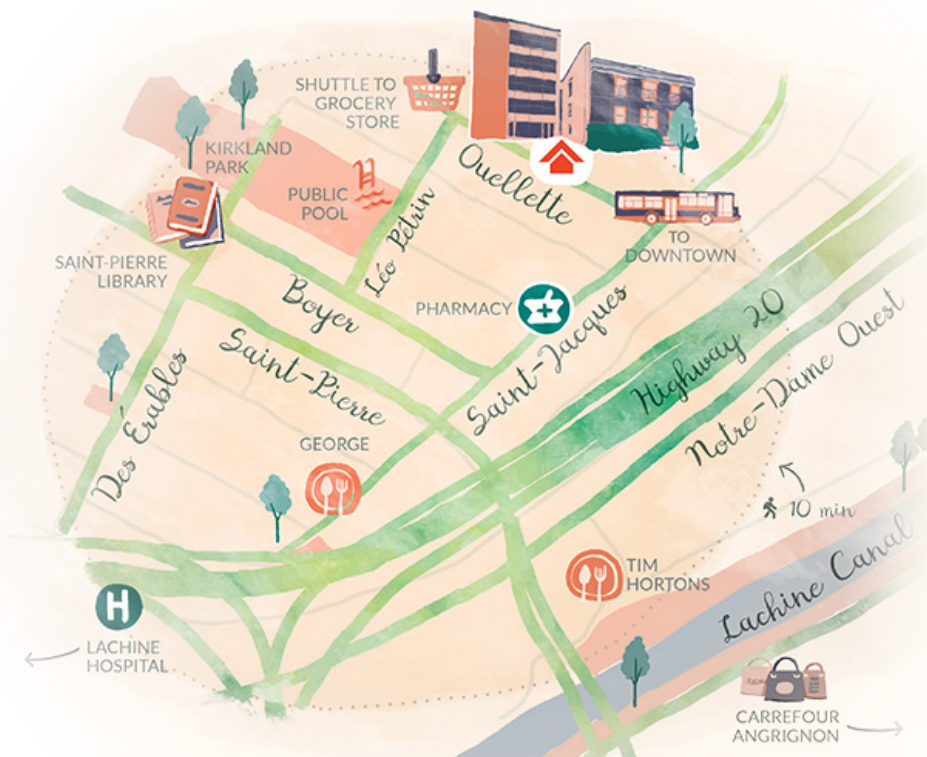 SHUTTLE TO
GROCERY
STORE
KIRKLAND
PARK
PUBLIC
POOL
Ouellette
Léo Pétrin
TO
DOWNTOWN
SAINT-PIERRE
LIBRARY
Boyer
PHARMACY
Saint-Pierre
Saint-Jacques
Highway 20
Notre-Dame Ouest
Des Érables
GEORGE
10 min
TIM
HORTONS
Lachine Canal
H
LACHINE
HOSPITAL
CARREFOUR
ANGRIGNON